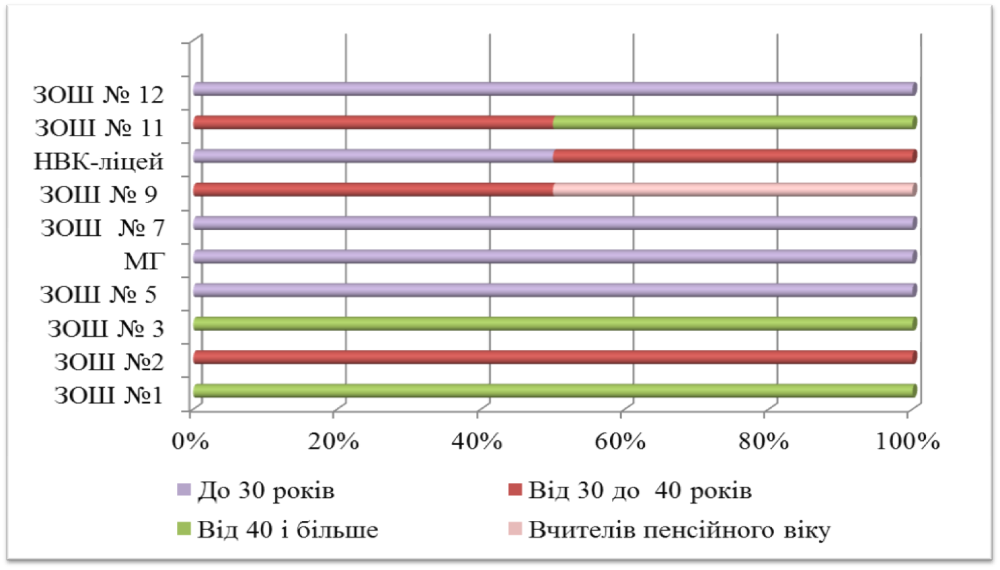 ЗОШ № 12
ЗОШ № 11
НВК-ліцей
ЗОШ № 9
ЗОШ № 7
МГ
ЗОШ № 5
ЗОШ № 3
ЗОШ №2
ЗОШ №1
0% 20% 40% 60% 80% 100%
До 30 років Від 30 до 40 років
Від 40 і більше Вчителів пенсійного віку